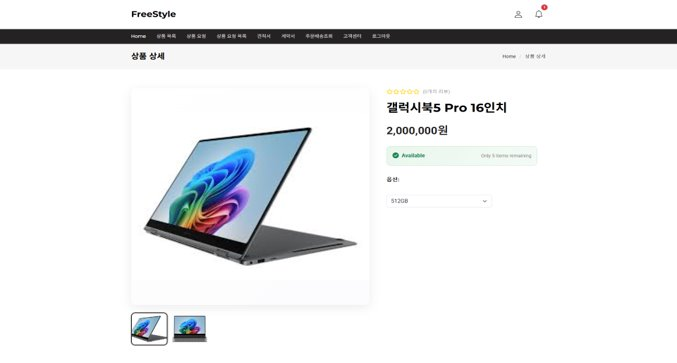 FreeStyle
Home 상품 목록 상품 요청 상품 요청 목록 견적서 계약서 주문배송조회 고객센터 로그아웃
상품 상세
Home / 상품 상세
(0개의 리뷰)
갤럭시북5 Pro 16인치
2,000,000원
Available
Only 5 items remaining
옵션:
512GB